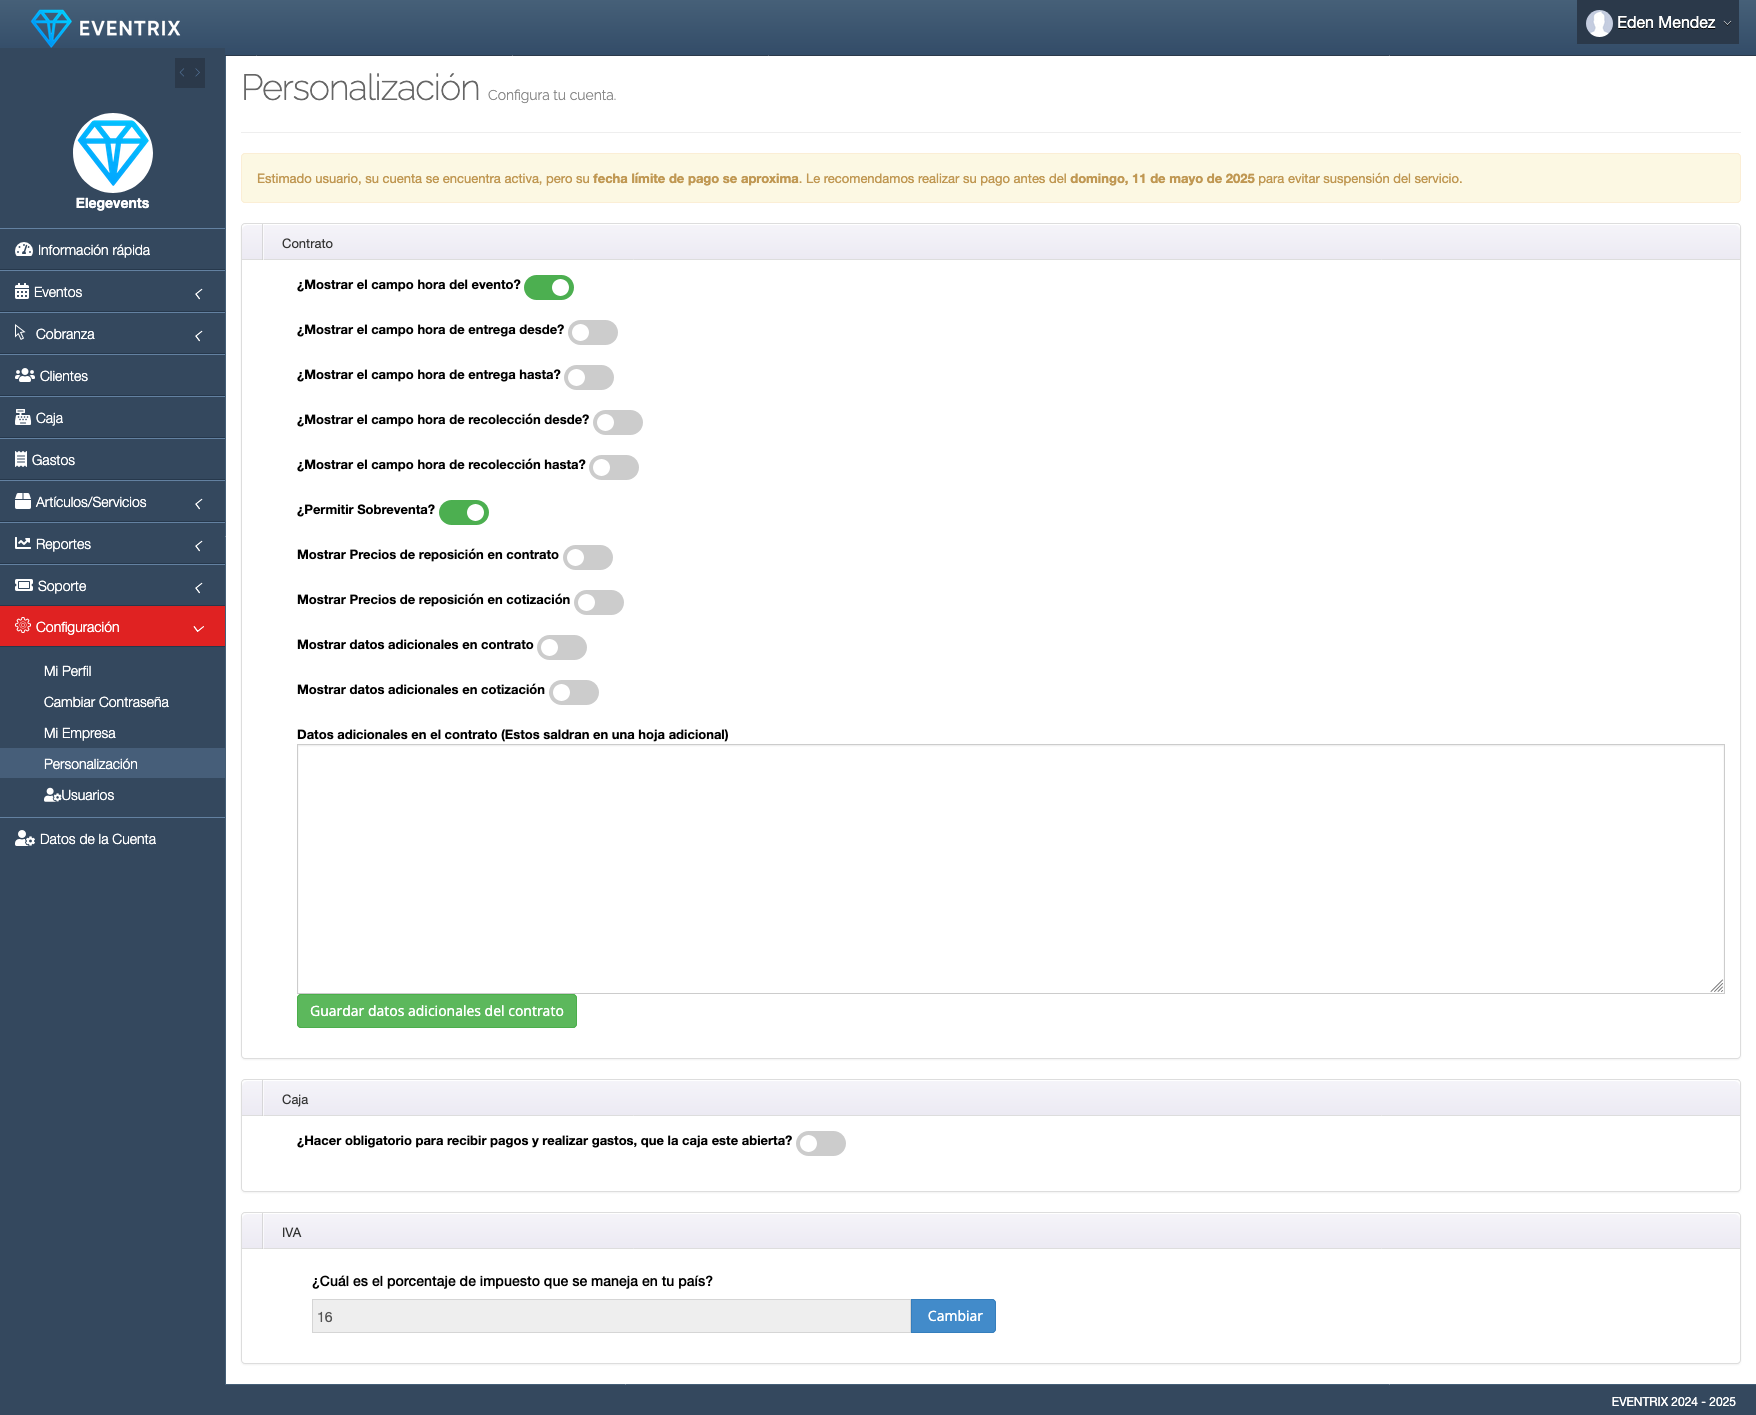 EVENTRIX
Eden Mendez
Elegevents
Información rápida
Eventos
Cobranza
Clientes
Caja
Gastos
Artículos/Servicios
Reportes
Soporte
Configuración
Mi Perfil
Cambiar Contraseña
Mi Empresa
Personalización
Usuarios
Datos de la Cuenta
Personalización Configura tu cuenta.
Estimado usuario, su cuenta se encuentra activa, pero su fecha límite de pago se aproxima. Le recomendamos realizar su pago antes del domingo, 11 de mayo de 2025 para evitar suspensión del servicio.
Contrato
¿Mostrar el campo hora del evento?
¿Mostrar el campo hora de entrega desde?
¿Mostrar el campo hora de entrega hasta?
¿Mostrar el campo hora de recolección desde?
¿Mostrar el campo hora de recolección hasta?
¿Permitir Sobreventa?
Mostrar Precios de reposición en contrato
Mostrar Precios de reposición en cotización
Mostrar datos adicionales en contrato
Mostrar datos adicionales en cotización
Datos adicionales en el contrato (Estos saldran en una hoja adicional)
Guardar datos adicionales del contrato
Caja
¿Hacer obligatorio para recibir pagos y realizar gastos, que la caja este abierta?
IVA
¿Cuál es el porcentaje de impuesto que se maneja en tu país?
16
Cambiar
EVENTRIX 2024 - 2025